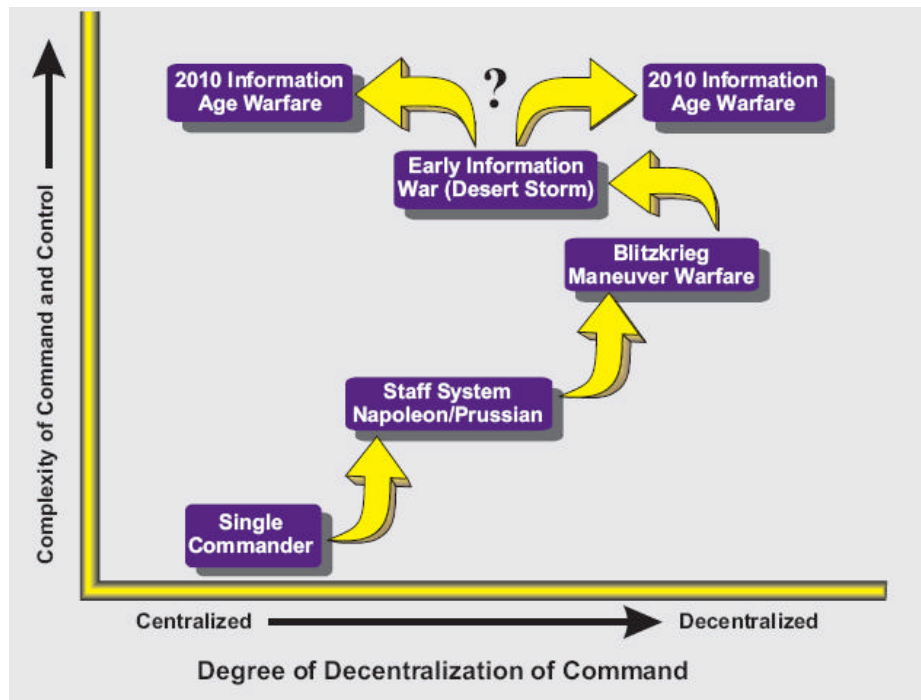 Complexity of Command and Control
2010 Information
Age Warfare
?
2010 Information
Age Warfare
Early Information
War (Desert Storm)
Blitzkrieg
Maneuver Warfare
Staff System
Napoleon/Prussian
Single
Commander
Centralized
Decentralized
Degree of Decentralization of Command